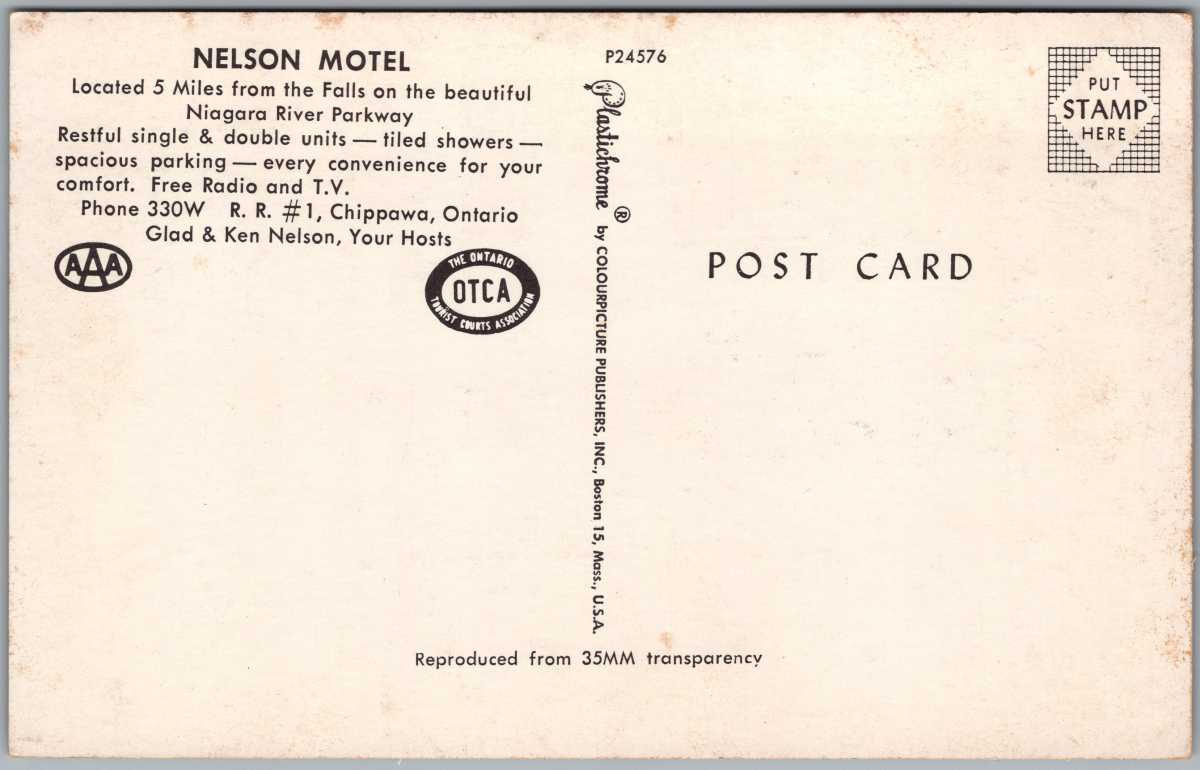 NELSON MOTEL
Located 5 Miles from the Falls on the beautiful
Niagara River Parkway
Restful single & double units — tiled showers —
spacious parking — every convenience for your
comfort. Free Radio and T.V.
Phone 330W R. R. #1, Chippawa, Ontario
Glad & Ken Nelson, Your Hosts
AAA
THE ONTARIO
OTCA
TOURIST COURTS ASSOCIATION
P24576
Plastichrome ® by COLOURPICTURE PUBLISHERS, INC., Boston 15, Mass., U.S.A.
PUT
STAMP
HERE
POST CARD
Reproduced from 35MM transparency